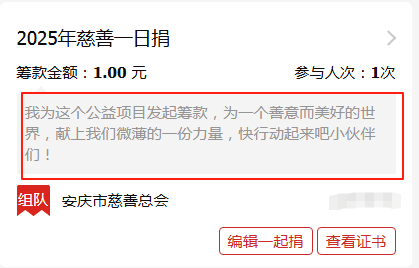 2025年慈善一日捐
筹款金额：1.00 元 参与人次：1次
我为这个公益项目发起筹款，为一个善意而美好的世
界，献上我们微薄的一份力量，快行动起来吧小伙伴
们！
组队 安庆市慈善总会
编辑一起捐 查看证书